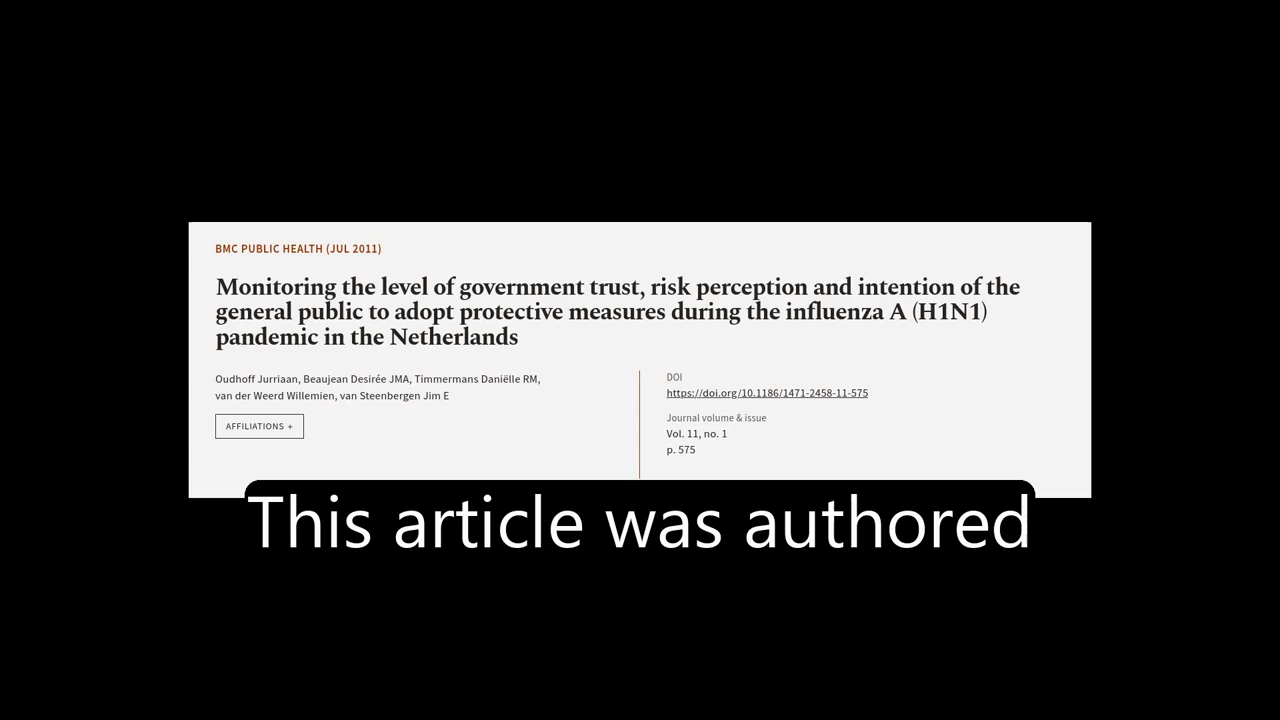 BMC PUBLIC HEALTH (JUL 2011)
Monitoring the level of government trust, risk perception and intention of the
general public to adopt protective measures during the influenza A (H1N1)
pandemic in the Netherlands
Oudhoff Jurriaan, Beaujean Desirée JMA, Timmermans Daniëlle RM,
van der Weerd Willemien, van Steenbergen Jim E
AFFILIATIONS +
DOI
https://doi.org/10.1186/1471-2458-11-575
Journal volume & issue
Vol. 11, no. 1
p. 575
This article was authored